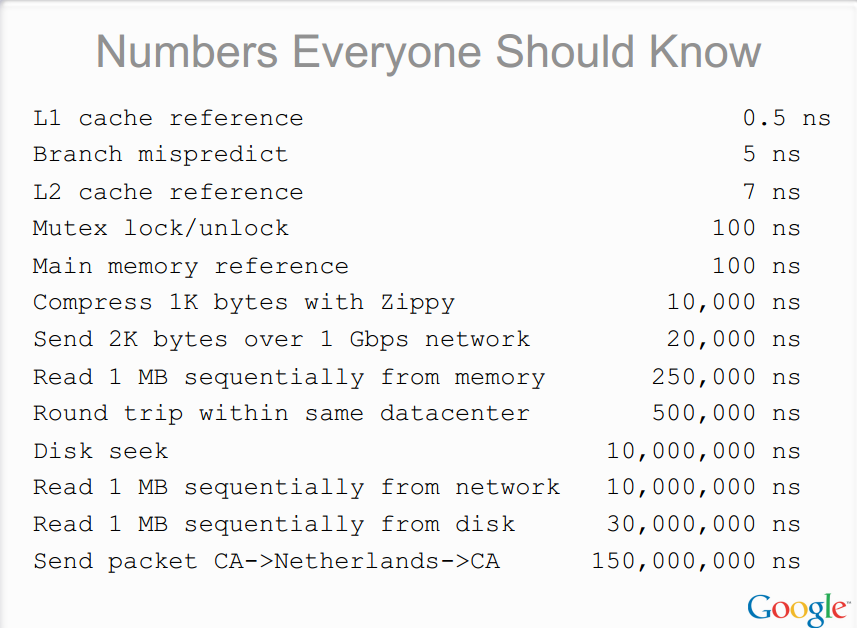 Numbers Everyone Should Know
L1 cache reference 0.5 ns
Branch mispredict 5 ns
L2 cache reference 7 ns
Mutex lock/unlock 100 ns
Main memory reference 100 ns
Compress 1K bytes with Zippy 10,000 ns
Send 2K bytes over 1 Gbps network 20,000 ns
Read 1 MB sequentially from memory 250,000 ns
Round trip within same datacenter 500,000 ns
Disk seek 10,000,000 ns
Read 1 MB sequentially from network 10,000,000 ns
Read 1 MB sequentially from disk 30,000,000 ns
Send packet CA->Netherlands->CA 150,000,000 ns
Google™